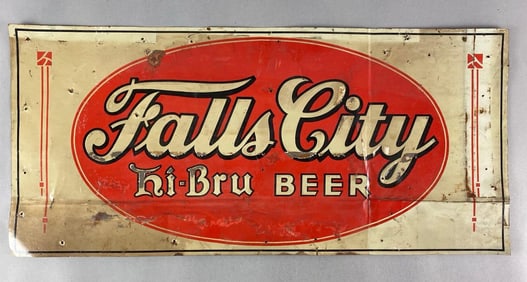 Falls City
Hi-Bru BEER